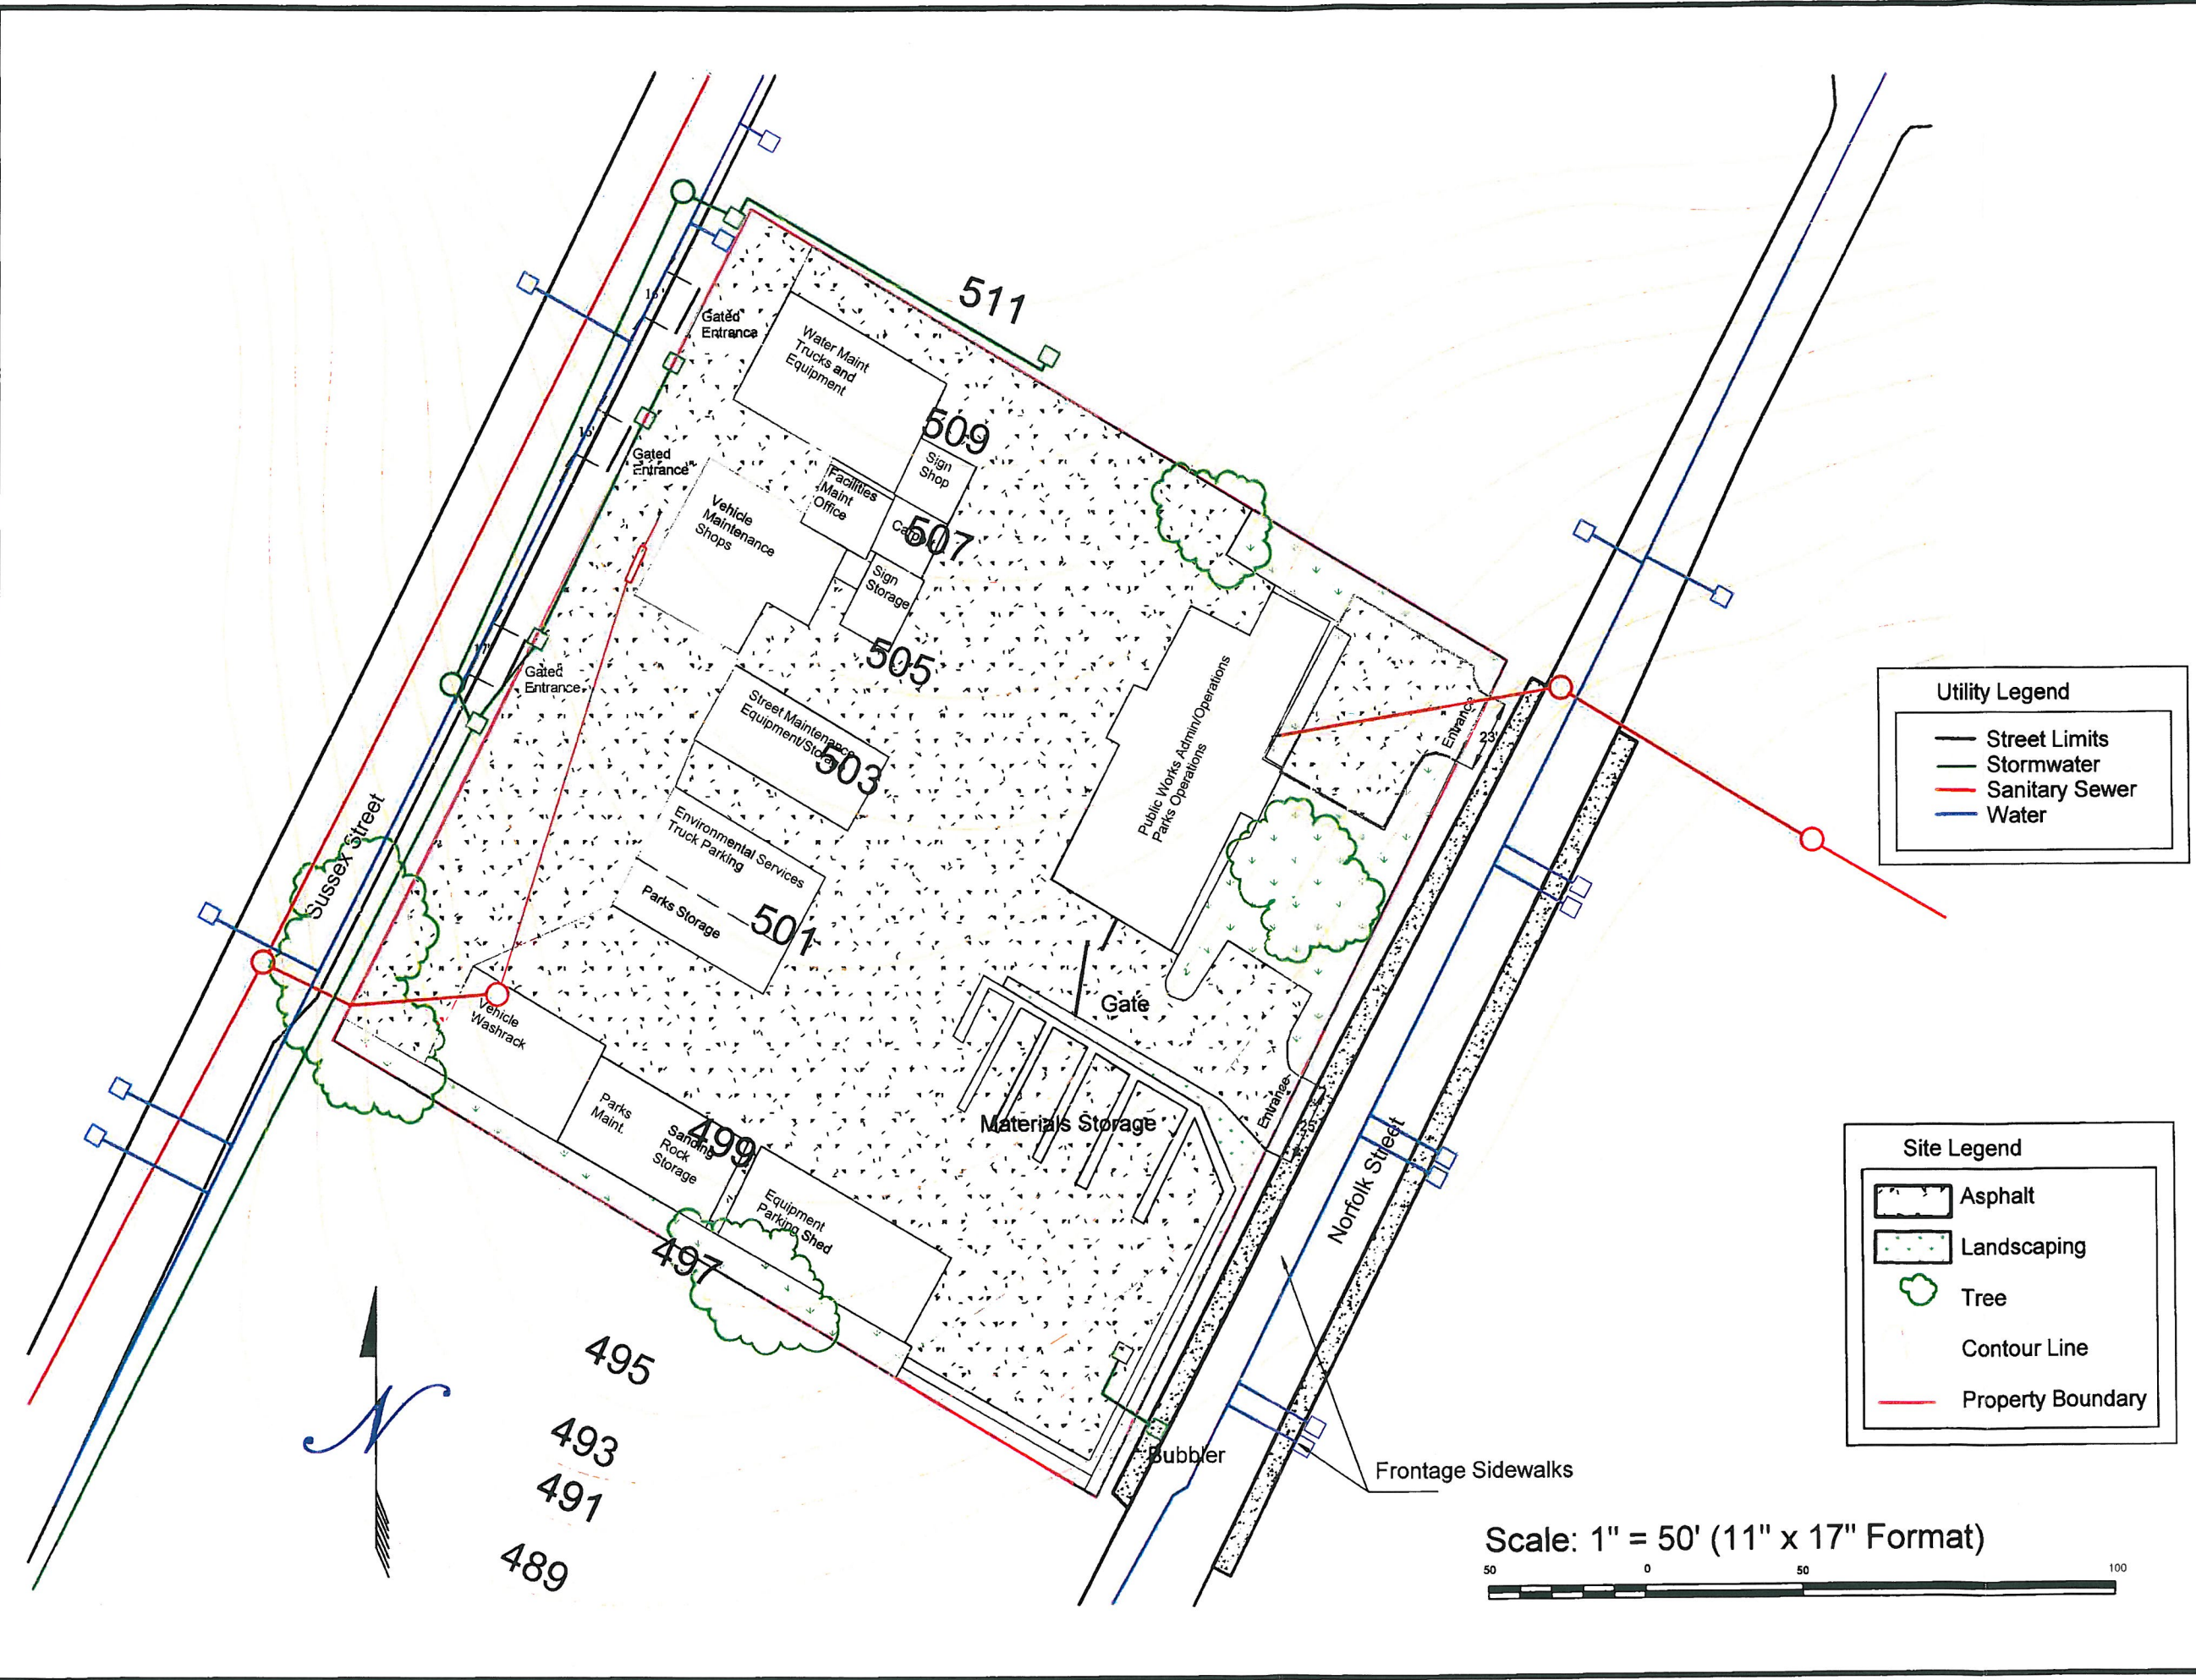 511
16'
Gated
Entrance
Water Maint
Trucks and
Equipment
509
Sign
Shop
Gated
Entrance
Facilities
Maint
Office
507
Vehicle
Maintenance
Shops
Sign
Storage
505
17'
Gated
Entrance
Street Maintenance
Equipment/Storage
503
Public Works Admin/Operations
Parks Operations
Entrance
23'
Environmental Services
Truck Parking
Parks Storage
501
Sussex Street
Gate
Vehicle
Washrack
Parks
Maint.
Sanding
Rock
Storage
499
Materials Storage
Entrance
25'
Norfolk Street
Equipment
Parking Shed
497
495
493
491
489
N
Bubbler
Frontage Sidewalks
Utility Legend
Street Limits
Stormwater
Sanitary Sewer
Water
Site Legend
Asphalt
Landscaping
Tree
Contour Line
Property Boundary
Scale: 1" = 50' (11" x 17" Format)
50 0 50 100